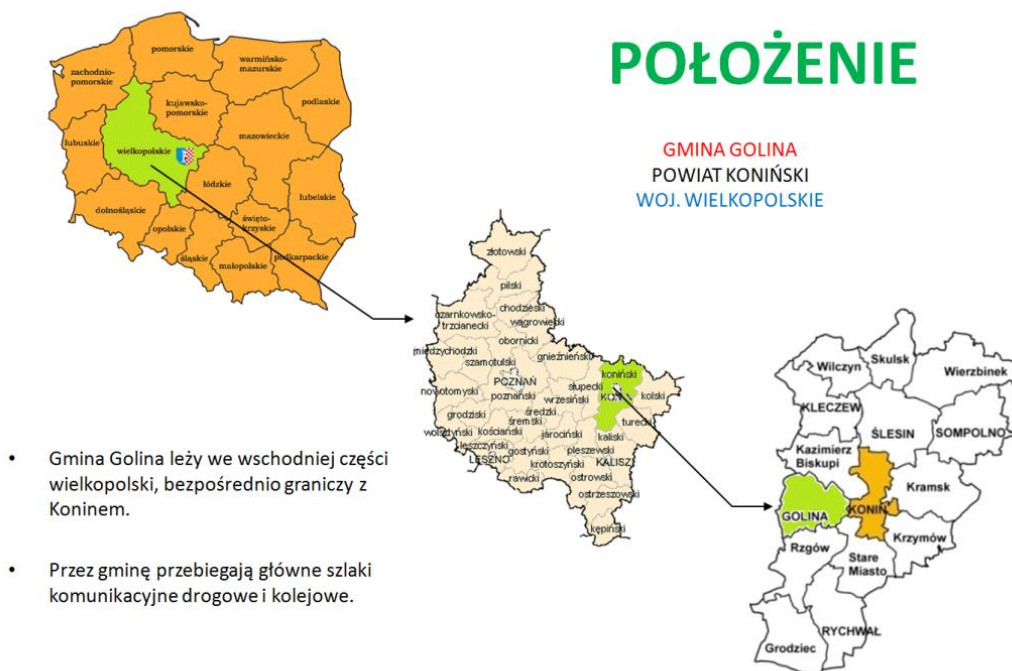 POŁOŻENIE
GMINA GOLINA
POWIAT KONIŃSKI
WOJ. WIELKOPOLSKIE
pomorskie
zachodnio-
pomorskie
warmińsko-
mazurskie
podlaskie
kujawsko-
pomorskie
mazowieckie
lubuskie
wielkopolskie
łódzkie
lubelskie
dolnośląskie
opolskie
święto-
krzyskie
śląskie
małopolskie
podkarpackie
złotowski
pilski
chodzieski
czarnkowsko-
trzcianecki
wągrowiecki
obornicki
międzychodzki
szamotulski
gnieźnieński
koniński
POZNAŃ
słupecki
nowotomyski
poznański
wrzesiński
kolski
grodziski
średzki
śremski
turecki
wolsztyński
kościański
jarociński
kaliski
leszczyński
LESZNO
gostyński
pleszewski
krotoszyński
KALISZ
rawicki
ostrowski
ostrzeszowski
kępiński
Wilczyn
Skulsk
Wierzbinek
KLECZEW
ŚLESIN
SOMPOLNO
Kazimierz
Biskupi
Kramsk
GOLINA
KONIN
Krzymów
Rzgów
Stare
Miasto
Grodziec
RYCHWAŁ
• Gmina Golina leży we wschodniej części
wielkopolski, bezpośrednio graniczy z
Koninem.
• Przez gminę przebiegają główne szlaki
komunikacyjne drogowe i kolejowe.